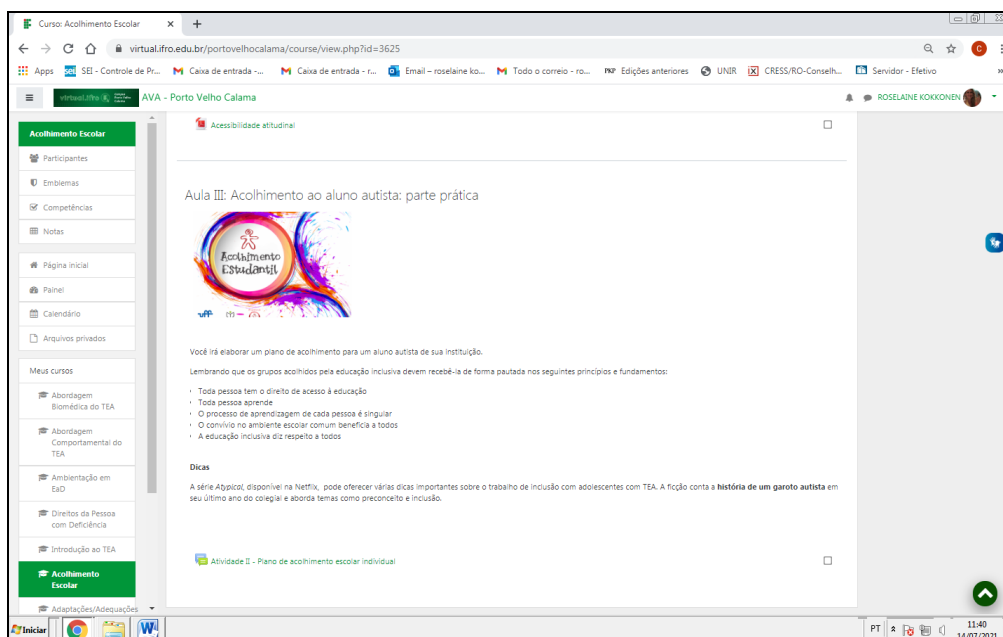 Curso: Acolhimento Escolar
virtual.ifro.edu.br/portovelhocalama/course/view.php?id=3625
C
Apps SEI - Controle de Pr... Caixa de entrada -... Caixa de entrada - r... Email – roselaine ko... Todo o correio - ro... Edições anteriores UNIR CRESS/RO-Conselh... Servidor - Efetivo »
virtual.ifro AVA - Porto Velho Calama ROSELAINE KOKKONEN
Acolhimento Escolar
Participantes
Emblemas
Competências
Notas
Página inicial
Painel
Calendário
Arquivos privados
Meus cursos
Abordagem
Biomédica do TEA
Abordagem
Comportamental do
TEA
Ambientação em
EaD
Direitos da Pessoa
com Deficiência
Introdução ao TEA
Acolhimento
Escolar
Adaptações/Adequações
Acessibilidade atitudinal
Aula III: Acolhimento ao aluno autista: parte prática
Acolhimento
Estudantil
uff
Você irá elaborar um plano de acolhimento para um aluno autista de sua instituição.
Lembrando que os grupos acolhidos pela educação inclusiva devem recebê-la de forma pautada nos seguintes princípios e fundamentos:
Toda pessoa tem o direito de acesso à educação
Toda pessoa aprende
O processo de aprendizagem de cada pessoa é singular
O convívio no ambiente escolar comum beneficia a todos
A educação inclusiva diz respeito a todos
Dicas
A série Atypical, disponível na Netflix, pode oferecer várias dicas importantes sobre o trabalho de inclusão com adolescentes com TEA. A ficção conta a história de um garoto autista em
seu último ano do colegial e aborda temas como preconceito e inclusão.
Atividade II - Plano de acolhimento escolar individual
Iniciar
PT
11:40
14/07/2021